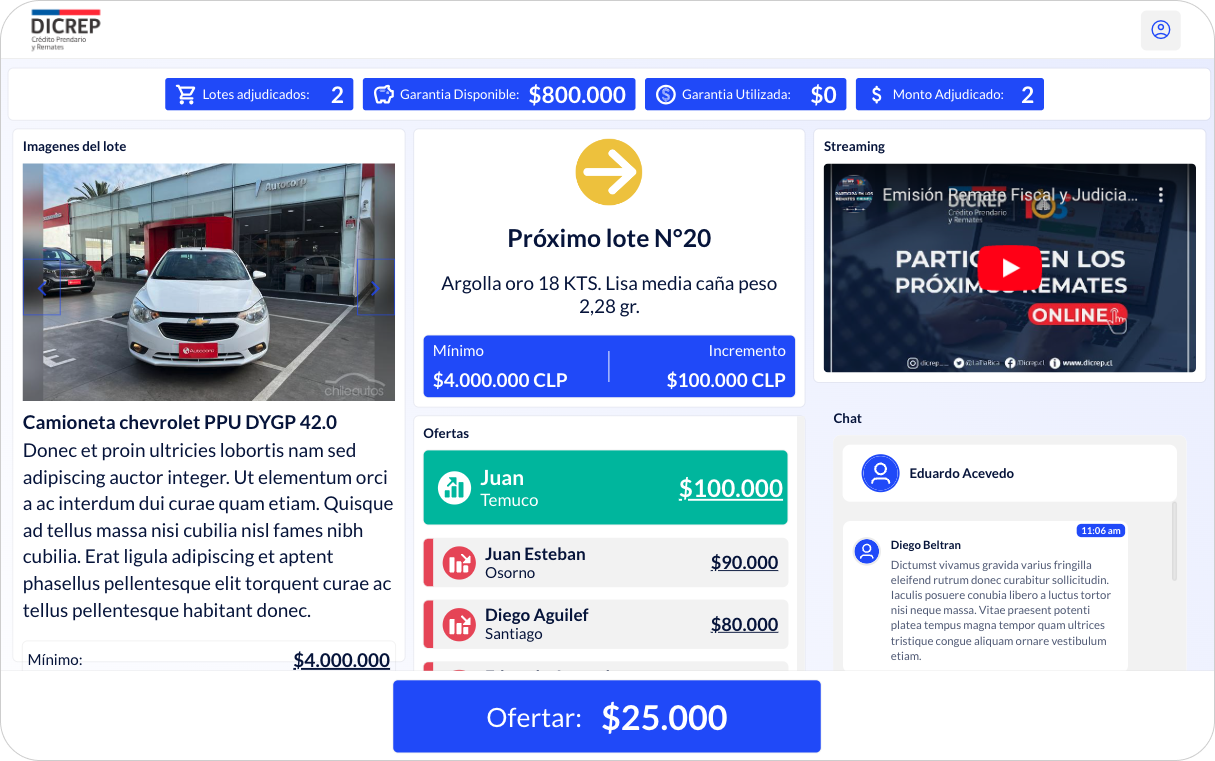 DICREP
Crédito Prendario
y Remates
Lotes adjudicados: 2
Garantia Disponible: $800.000
Garantia Utilizada: $0
Monto Adjudicado: 2
Imagenes del lote
Autocorp
Autocorp
chileautos
Camioneta chevrolet PPU DYGP 42.0
Donec et proin ultricies lobortis nam sed
adipiscing auctor integer. Ut elementum orci
a ac interdum dui curae quam etiam. Quisque
ad tellus massa nisi cubilia nisl fames nibh
cubilia. Erat ligula adipiscing et aptent
phasellus pellentesque elit torquent curae ac
tellus pellentesque habitant donec.
Mínimo: $4.000.000
Próximo lote N°20
Argolla oro 18 KTS. Lisa media caña peso
2,28 gr.
Mínimo
Incremento
$4.000.000 CLP
$100.000 CLP
Ofertas
Juan
Temuco
$100.000
Juan Esteban
Osorno
$90.000
Diego Aguilef
Santiago
$80.000
Streaming
Emisión Remate Fiscal y Judicia...
DICREP
Crédito Prendario
y Remates
EN LOS
REMATES
ONLINE
www.dicrep.cl
Chat
Eduardo Acevedo
11:06 am
Diego Beltran
Dictumst vivamus gravida varius fringilla
eleifend rutrum donec curabitur sollicitudin.
Iaculis posuere conubia libero a luctus tortor
nisi neque massa. Vitae praesent potenti
platea tempus magna tempor quam ultrices
tristique congue aliquam ornare vestibulum
etiam.
Ofertar: $25.000